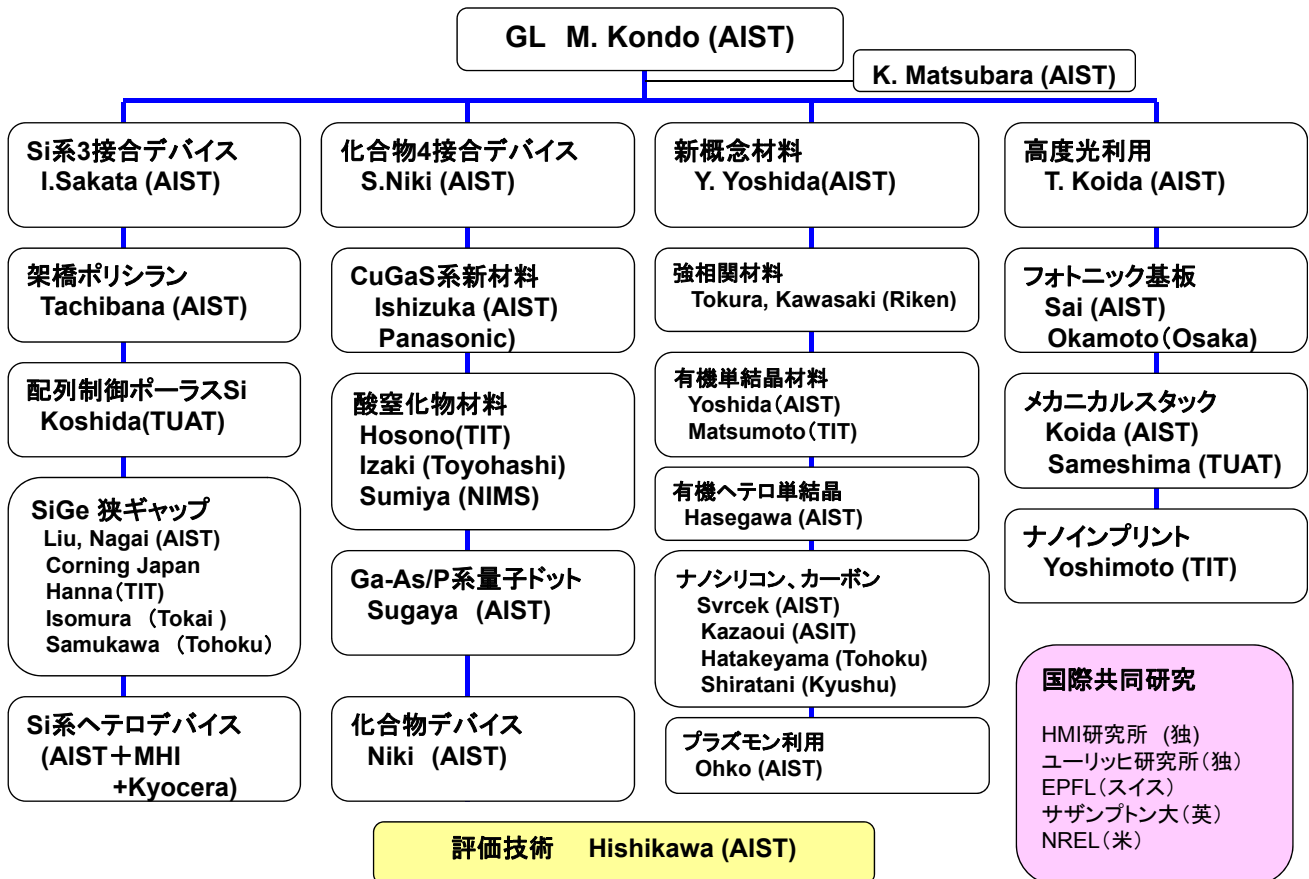 GL M. Kondo (AIST)
K. Matsubara (AIST)
Si系3接合デバイス
I.Sakata (AIST)
架橋ポリシラン
Tachibana (AIST)
配列制御ポーラスSi
Koshida(TUAT)
SiGe 狭ギャップ
Liu, Nagai (AIST)
Corning Japan
Hanna(TIT)
Isomura (Tokai )
Samukawa (Tohoku)
Si系ヘテロデバイス
(AIST+MHI
+Kyocera)
化合物4接合デバイス
S.Niki (AIST)
CuGaS系新材料
Ishizuka (AIST)
Panasonic)
酸窒化物材料
Hosono(TIT)
Izaki (Toyohashi)
Sumiya (NIMS)
Ga-As/P系量子ドット
Sugaya (AIST)
化合物デバイス
Niki (AIST)
新概念材料
Y. Yoshida(AIST)
強相関材料
Tokura, Kawasaki (Riken)
有機単結晶材料
Yoshida(AIST)
Matsumoto(TIT)
有機ヘテロ単結晶
Hasegawa (AIST)
ナノシリコン、カーボン
Svrcek (AIST)
Kazaoui (ASIT)
Hatakeyama (Tohoku)
Shiratani (Kyushu)
プラズモン利用
Ohko (AIST)
高度光利用
T. Koida (AIST)
フォトニック基板
Sai (AIST)
Okamoto(Osaka)
メカニカルスタック
Koida (AIST)
Sameshima (TUAT)
ナノインプリント
Yoshimoto (TIT)
国際共同研究
HMI研究所 (独)
ユーリッヒ研究所(独)
EPFL(スイス)
サザンプトン大(英)
NREL(米)
評価技術 Hishikawa (AIST)